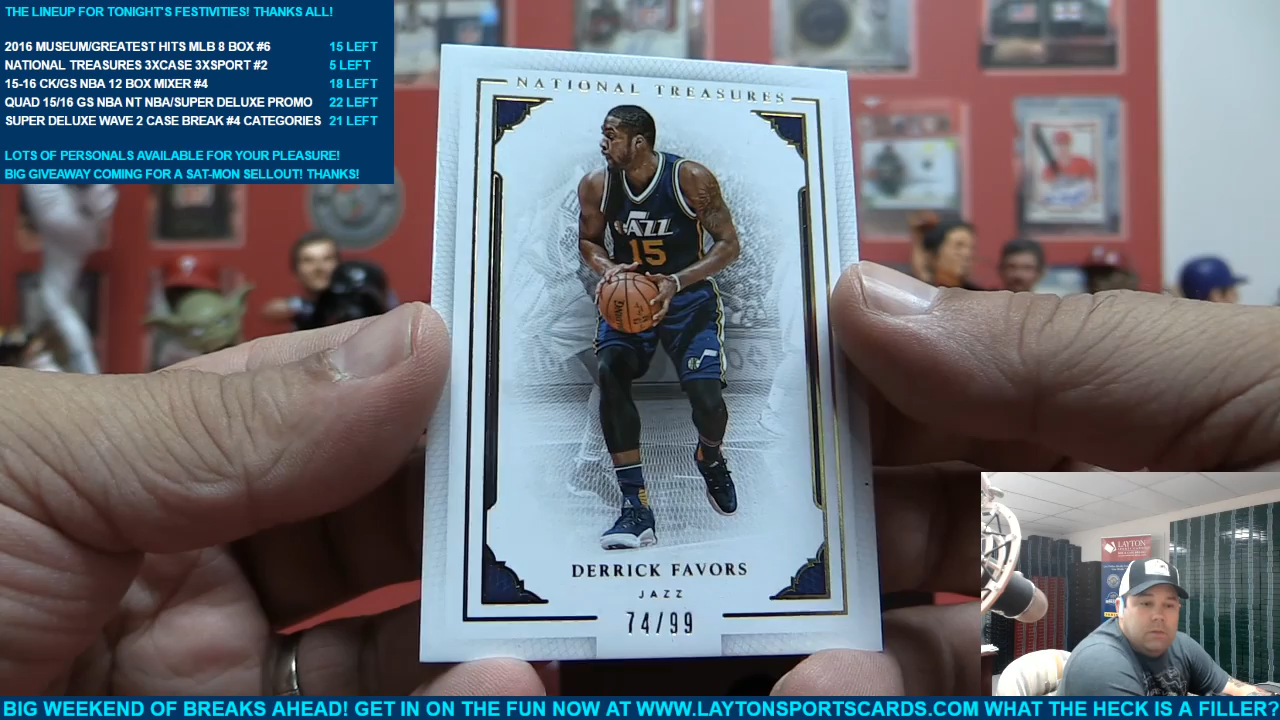 THE LINEUP FOR TONIGHT'S FESTIVITIES! THANKS ALL!
2016 MUSEUM/GREATEST HITS MLB 8 BOX #6 15 LEFT
NATIONAL TREASURES 3XCASE 3XSPORT #2 5 LEFT
15-16 CK/GS NBA 12 BOX MIXER #4 18 LEFT
QUAD 15/16 GS NBA NT NBA/SUPER DELUXE PROMO 22 LEFT
SUPER DELUXE WAVE 2 CASE BREAK #4 CATEGORIES 21 LEFT
LOTS OF PERSONALS AVAILABLE FOR YOUR PLEASURE!
BIG GIVEAWAY COMING FOR A SAT-MON SELLOUT! THANKS!
NATIONAL TREASURES
JAZZ
15
DERRICK FAVORS
JAZZ
74/99
LAYTON
BIG WEEKEND OF BREAKS AHEAD! GET IN ON THE FUN NOW AT WWW.LAYTONSPORTSCARDS.COM WHAT THE HECK IS A FILLER?